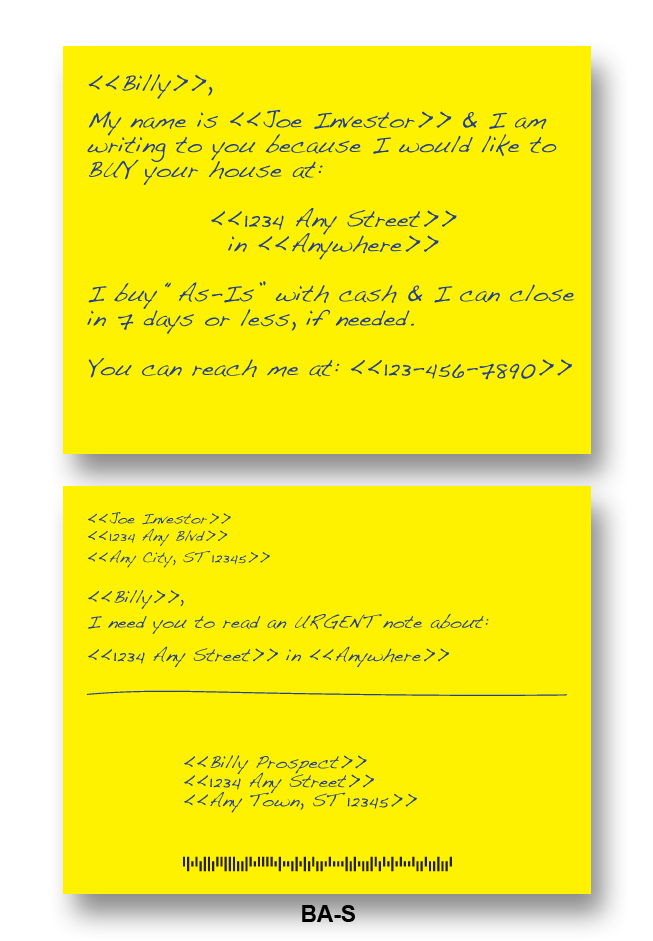 <<Billy>>,
My name is <<Joe Investor>> & I am
writing to you because I would like to
BUY your house at:
<<1234 Any Street>>
in <<Anywhere>>
I buy "As-Is" with cash & I can close
in 7 days or less, if needed.
You can reach me at: <<123-456-7890>>
<<Joe Investor>>
<<1234 Any Blvd>>
<<Any City, ST 12345>>
<<Billy>>,
I need you to read an URGENT note about:
<<1234 Any Street>> in <<Anywhere>>
<<Billy Prospect>>
<<1234 Any Street>>
<<Any Town, ST 12345>>
BA-S